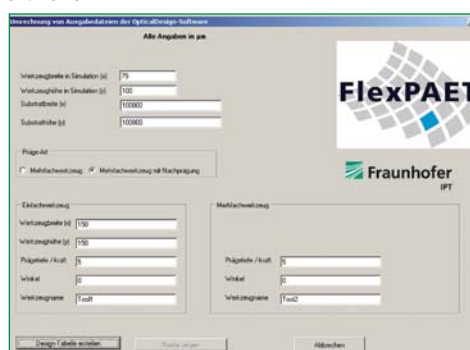 Umrechnung von Ausgabedateien der OpticalDesign-Software
Alle Angaben in µm
Werkzeugbreite in Simulation (x) 75
Werkzeughöhe in Simulation (y) 100
Substratbreite (x) 100000
Substrathöhe (y) 100000
FlexPAET
Fraunhofer
IPT
Präge-Art
Mehrfachwerkzeug Mehrfachwerkzeug mit Nachprägung
Einfachwerkzeug
Werkzeugbreite (x) 150
Werkzeughöhe (y) 150
Prägetiefe / -kraft 5
Winkel 0
Werkzeugname Tool1
Mehrfachwerkzeug
Prägetiefe / -kraft 5
Winkel 0
Werkzeugname Tool2
Design-Tabelle erstellen
Abbrechen